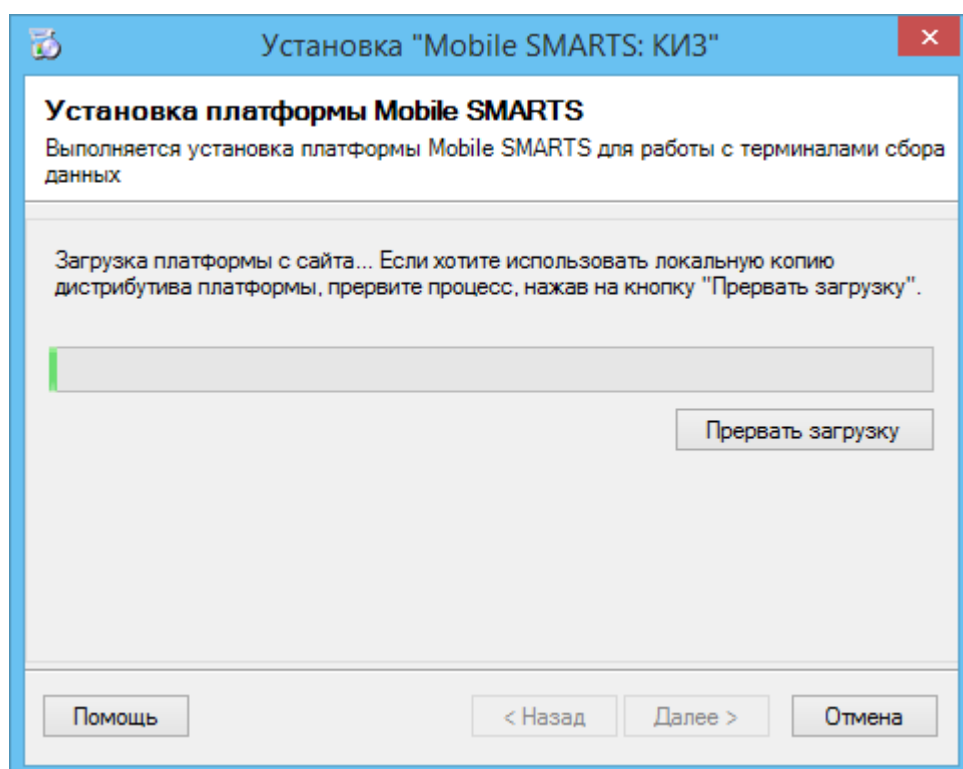 Установка "Mobile SMARTS: КИЗ"
Установка платформы Mobile SMARTS
Выполняется установка платформы Mobile SMARTS для работы с терминалами сбора
данных
Загрузка платформы с сайта... Если хотите использовать локальную копию
дистрибутива платформы, прервите процесс, нажав на кнопку "Прервать загрузку".
Прервать загрузку
Помощь
< Назад
Далее >
Отмена